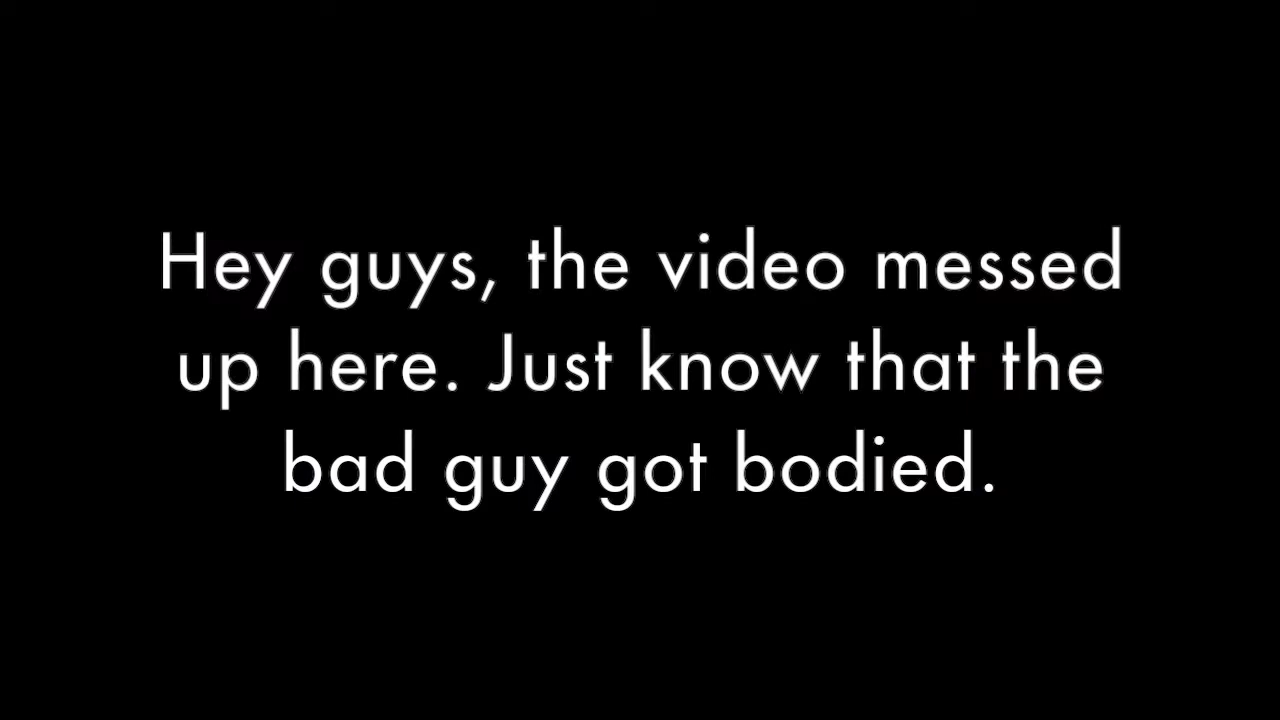 Hey guys, the video messed
up here. Just know that the
bad guy got bodied.